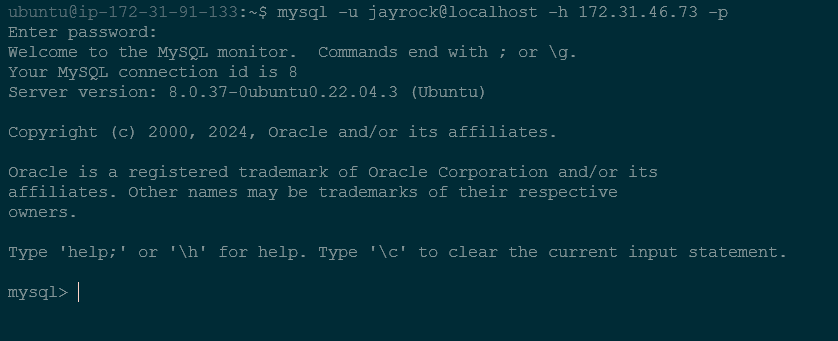 ubuntu@ip-172-31-91-133:~$ mysql -u jayrock@localhost -h 172.31.46.73 -p
Enter password:
Welcome to the MySQL monitor.  Commands end with ; or \g.
Your MySQL connection id is 8
Server version: 8.0.37-0ubuntu0.22.04.3 (Ubuntu)
Copyright (c) 2000, 2024, Oracle and/or its affiliates.
Oracle is a registered trademark of Oracle Corporation and/or its
affiliates. Other names may be trademarks of their respective
owners.
Type 'help;' or '\h' for help. Type '\c' to clear the current input statement.
mysql>